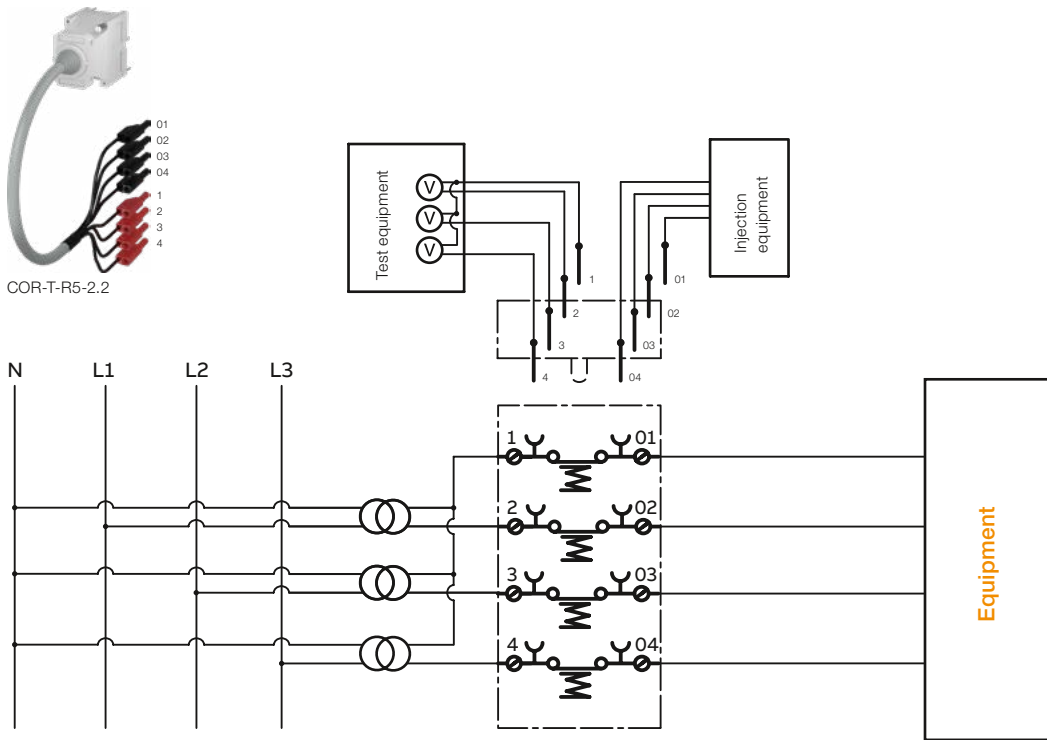 01
02
03
04
1
2
3
4
COR-T-R5-2.2
Test equipment
V
V
V
Injection
equipment
1
01
2
02
3
03
4
04
N L1 L2 L3
1 01
2 02
3 03
4 04
Equipment